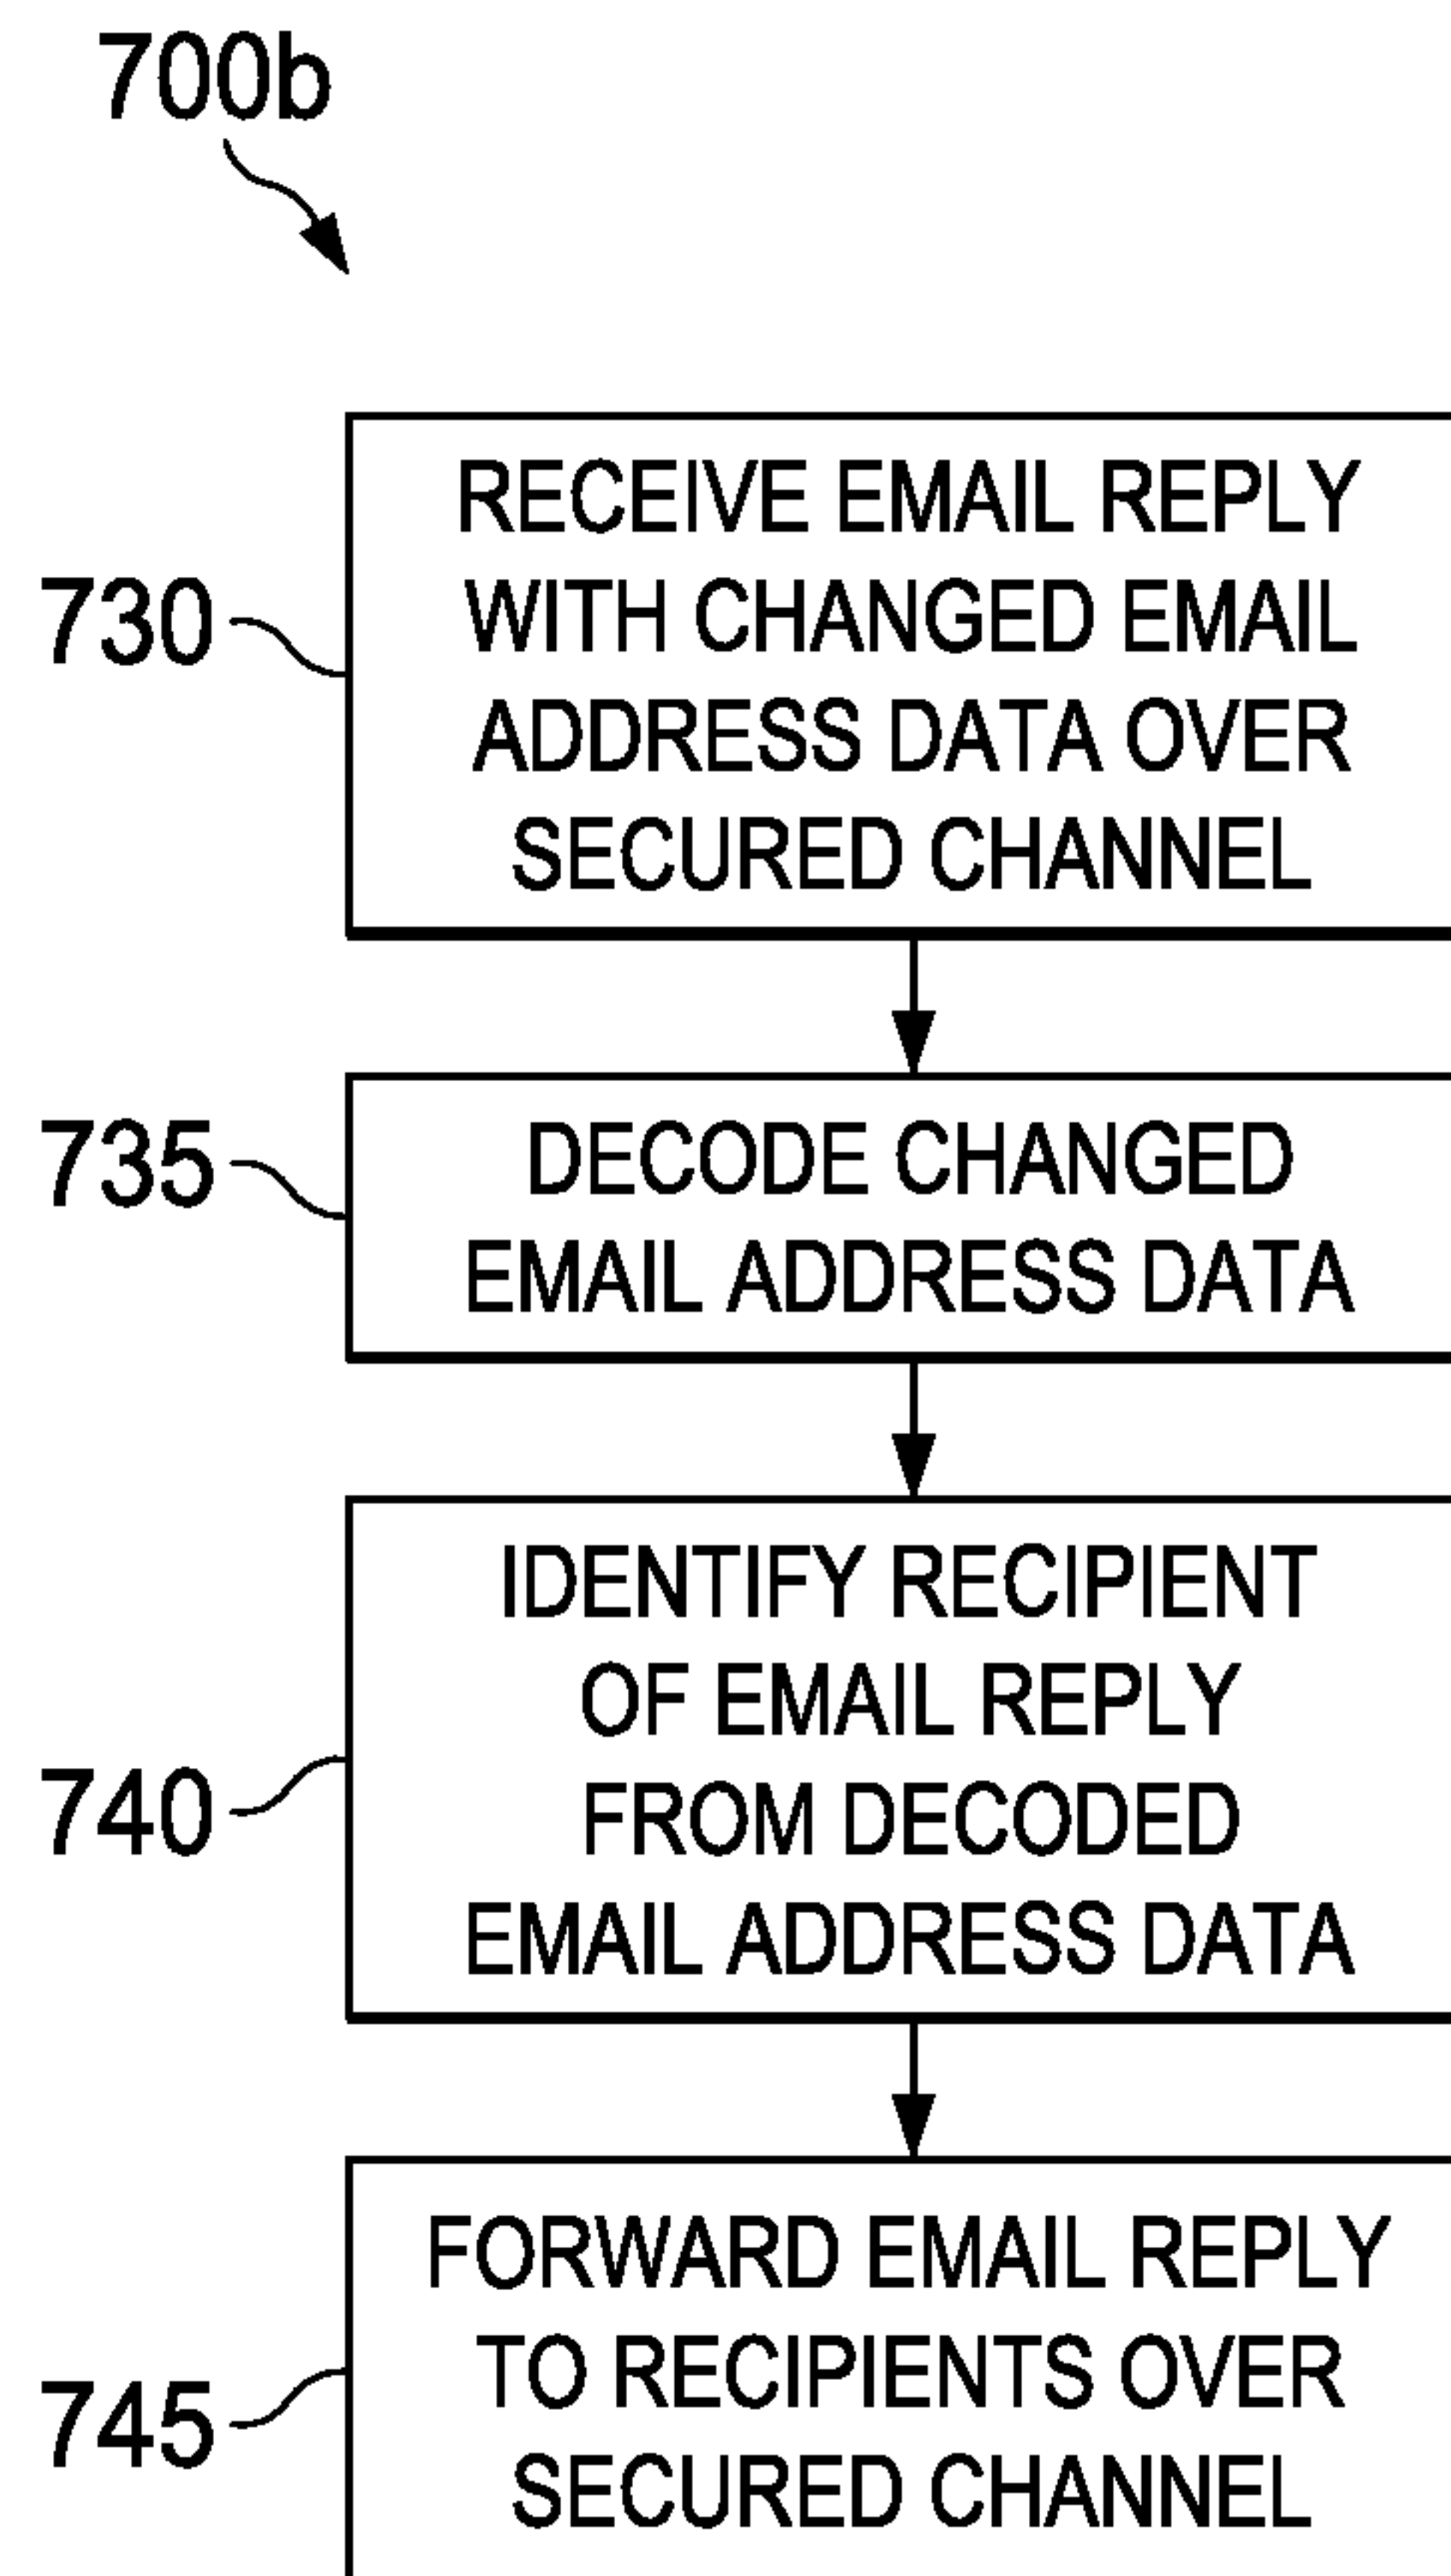 700b
730
RECEIVE EMAIL REPLY
WITH CHANGED EMAIL
ADDRESS DATA OVER
SECURED CHANNEL
735
DECODE CHANGED
EMAIL ADDRESS DATA
740
IDENTIFY RECIPIENT
OF EMAIL REPLY
FROM DECODED
EMAIL ADDRESS DATA
745
FORWARD EMAIL REPLY
TO RECIPIENTS OVER
SECURED CHANNEL